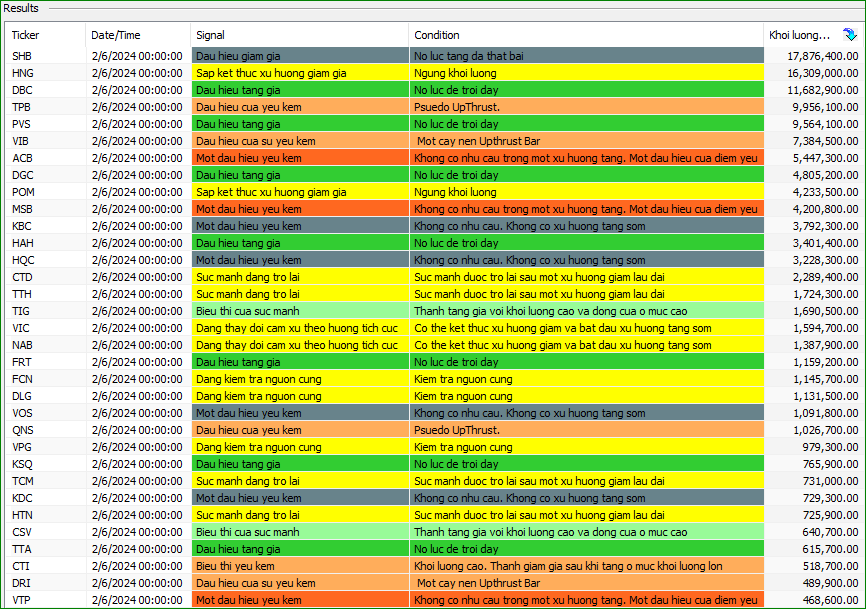 Results
Ticker Date/Time Signal Condition Khoi luong...
SHB 2/6/2024 00:00:00 Dau hieu giam gia No luc tang da that bai 17,876,400.00
HNG 2/6/2024 00:00:00 Sap ket thuc xu huong giam gia Ngung khoi luong 16,309,000.00
DBC 2/6/2024 00:00:00 Dau hieu tang gia No luc de troi day 11,682,900.00
TPB 2/6/2024 00:00:00 Dau hieu cua yeu kem Psuedo UpThrust. 9,956,100.00
PVS 2/6/2024 00:00:00 Dau hieu tang gia No luc de troi day 9,564,100.00
VIB 2/6/2024 00:00:00 Dau hieu cua su yeu kem Mot cay nen Upthrust Bar 7,384,500.00
ACB 2/6/2024 00:00:00 Mot dau hieu yeu kem Khong co nhu cau trong mot xu huong tang. Mot dau hieu cua diem yeu 5,447,300.00
DGC 2/6/2024 00:00:00 Dau hieu tang gia No luc de troi day 4,805,200.00
POM 2/6/2024 00:00:00 Sap ket thuc xu huong giam gia Ngung khoi luong 4,233,500.00
MSB 2/6/2024 00:00:00 Mot dau hieu yeu kem Khong co nhu cau trong mot xu huong tang. Mot dau hieu cua diem yeu 4,200,800.00
KBC 2/6/2024 00:00:00 Mot dau hieu yeu kem Khong co nhu cau. Khong co xu huong tang som 3,792,300.00
HAH 2/6/2024 00:00:00 Dau hieu tang gia No luc de troi day 3,401,400.00
HQC 2/6/2024 00:00:00 Mot dau hieu yeu kem Khong co nhu cau. Khong co xu huong tang som 3,228,300.00
CTD 2/6/2024 00:00:00 Suc manh dang tro lai Suc manh duoc tro lai sau mot xu huong giam lau dai 2,289,400.00
TTH 2/6/2024 00:00:00 Suc manh dang tro lai Suc manh duoc tro lai sau mot xu huong giam lau dai 1,724,300.00
TIG 2/6/2024 00:00:00 Bieu thi cua suc manh Thanh tang gia voi khoi luong cao va dong cua o muc cao 1,690,500.00
VIC 2/6/2024 00:00:00 Dang thay doi cam xu theo huong tich cuc Co the ket thuc xu huong giam va bat dau xu huong tang som 1,594,700.00
NAB 2/6/2024 00:00:00 Dang thay doi cam xu theo huong tich cuc Co the ket thuc xu huong giam va bat dau xu huong tang som 1,387,900.00
FRT 2/6/2024 00:00:00 Dau hieu tang gia No luc de troi day 1,159,200.00
FCN 2/6/2024 00:00:00 Dang kiem tra nguon cung Kiem tra nguon cung 1,145,700.00
DLG 2/6/2024 00:00:00 Dang kiem tra nguon cung Kiem tra nguon cung 1,131,500.00
VOS 2/6/2024 00:00:00 Mot dau hieu yeu kem Khong co nhu cau. Khong co xu huong tang som 1,091,800.00
QNS 2/6/2024 00:00:00 Dau hieu cua yeu kem Psuedo UpThrust. 1,026,700.00
VPG 2/6/2024 00:00:00 Dang kiem tra nguon cung Kiem tra nguon cung 979,300.00
KSQ 2/6/2024 00:00:00 Dau hieu tang gia No luc de troi day 765,900.00
TCM 2/6/2024 00:00:00 Suc manh dang tro lai Suc manh duoc tro lai sau mot xu huong giam lau dai 731,000.00
KDC 2/6/2024 00:00:00 Mot dau hieu yeu kem Khong co nhu cau. Khong co xu huong tang som 729,300.00
HTN 2/6/2024 00:00:00 Suc manh dang tro lai Suc manh duoc tro lai sau mot xu huong giam lau dai 725,900.00
CSV 2/6/2024 00:00:00 Bieu thi cua suc manh Thanh tang gia voi khoi luong cao va dong cua o muc cao 640,700.00
TTA 2/6/2024 00:00:00 Dau hieu tang gia No luc de troi day 615,700.00
CTI 2/6/2024 00:00:00 Bieu thi yeu kem Khoi luong cao. Thanh giam gia sau khi tang o muc khoi luong lon 518,700.00
DRI 2/6/2024 00:00:00 Dau hieu cua su yeu kem Mot cay nen Upthrust Bar 489,900.00
VTP 2/6/2024 00:00:00 Mot dau hieu yeu kem Khong co nhu cau trong mot xu huong tang. Mot dau hieu cua diem yeu 468,600.00